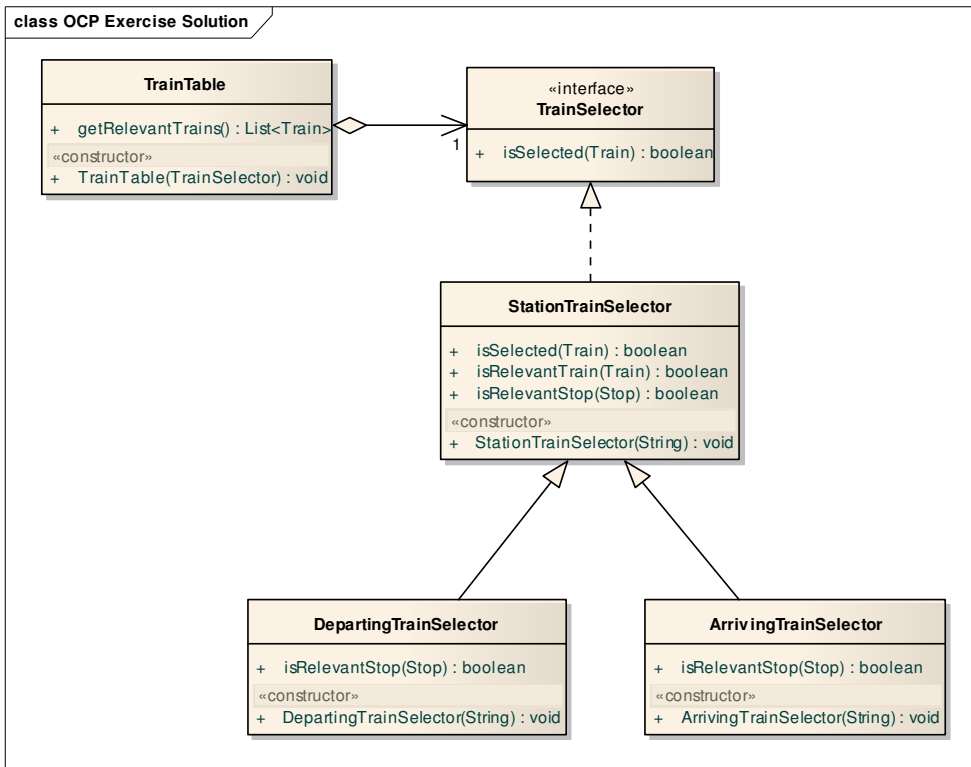 class OCP Exercise Solution
TrainTable
+ getRelevantTrains() : List<Train>
«constructor»
+ TrainTable(TrainSelector) : void
1
«interface»
TrainSelector
+ isSelected(Train) : boolean
StationTrainSelector
+ isSelected(Train) : boolean
+ isRelevantTrain(Train) : boolean
+ isRelevantStop(Stop) : boolean
«constructor»
+ StationTrainSelector(String) : void
DepartingTrainSelector
+ isRelevantStop(Stop) : boolean
«constructor»
+ DepartingTrainSelector(String) : void
ArrivingTrainSelector
+ isRelevantStop(Stop) : boolean
«constructor»
+ ArrivingTrainSelector(String) : void